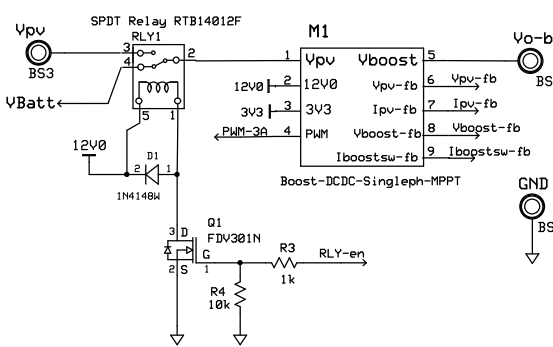 SPDT Relay RTB14012F
Vpv
RLY1
M1
Vo-b
3
4
2
1
Vpv
Vboost
5
BS3
BS
VBatt
12V0
2
12V0
Vpv-fb
6
Vpv-fb
3V3
3
3V3
Ipv-fb
7
Ipv-fb
5
1
PWM-3A
4
PWM
Vboost-fb
8
Vboost-fb
12V0
D1
Iboostsw-fb
9
Iboostsw-fb
2
1
Boost-DCDC-Singleph-MPPT
GND
1N4148W
BS
Q1
3
D
FDV301N
G
R3
RLY-en
2
S
1
1k
R4
10k